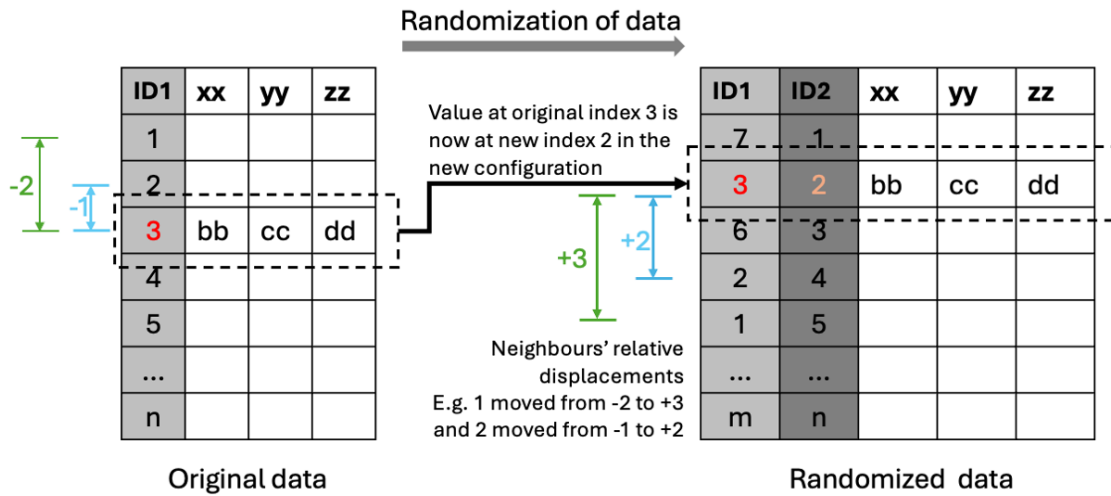 Randomization of data
ID1 xx yy zz
1
2
3 bb cc dd
4
5
...
n
-2
-1
Original data
Value at original index 3 is
now at new index 2 in the
new configuration
+3
+2
Neighbours' relative
displacements
E.g. 1 moved from -2 to +3
and 2 moved from -1 to +2
ID1 ID2 xx yy zz
7 1
3 2 bb cc dd
6 3
2 4
1 5
... ...
m n
Randomized data